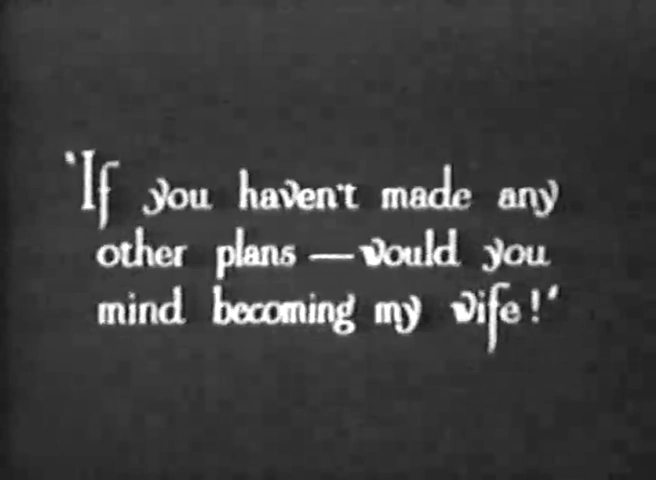 'If you haven't made any
other plans — would you
mind becoming my wife!'